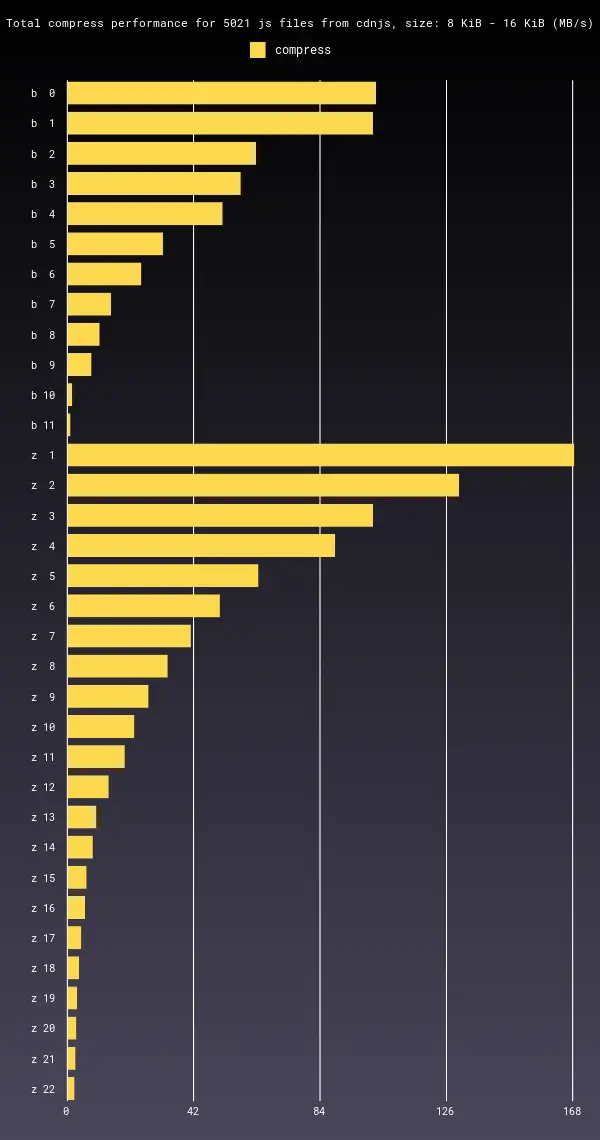 Total compress performance for 5021 js files from cdnjs, size: 8 KiB - 16 KiB (MB/s)
compress
b 0
b 1
b 2
b 3
b 4
b 5
b 6
b 7
b 8
b 9
b 10
b 11
z 1
z 2
z 3
z 4
z 5
z 6
z 7
z 8
z 9
z 10
z 11
z 12
z 13
z 14
z 15
z 16
z 17
z 18
z 19
z 20
z 21
z 22
0 42 84 126 168